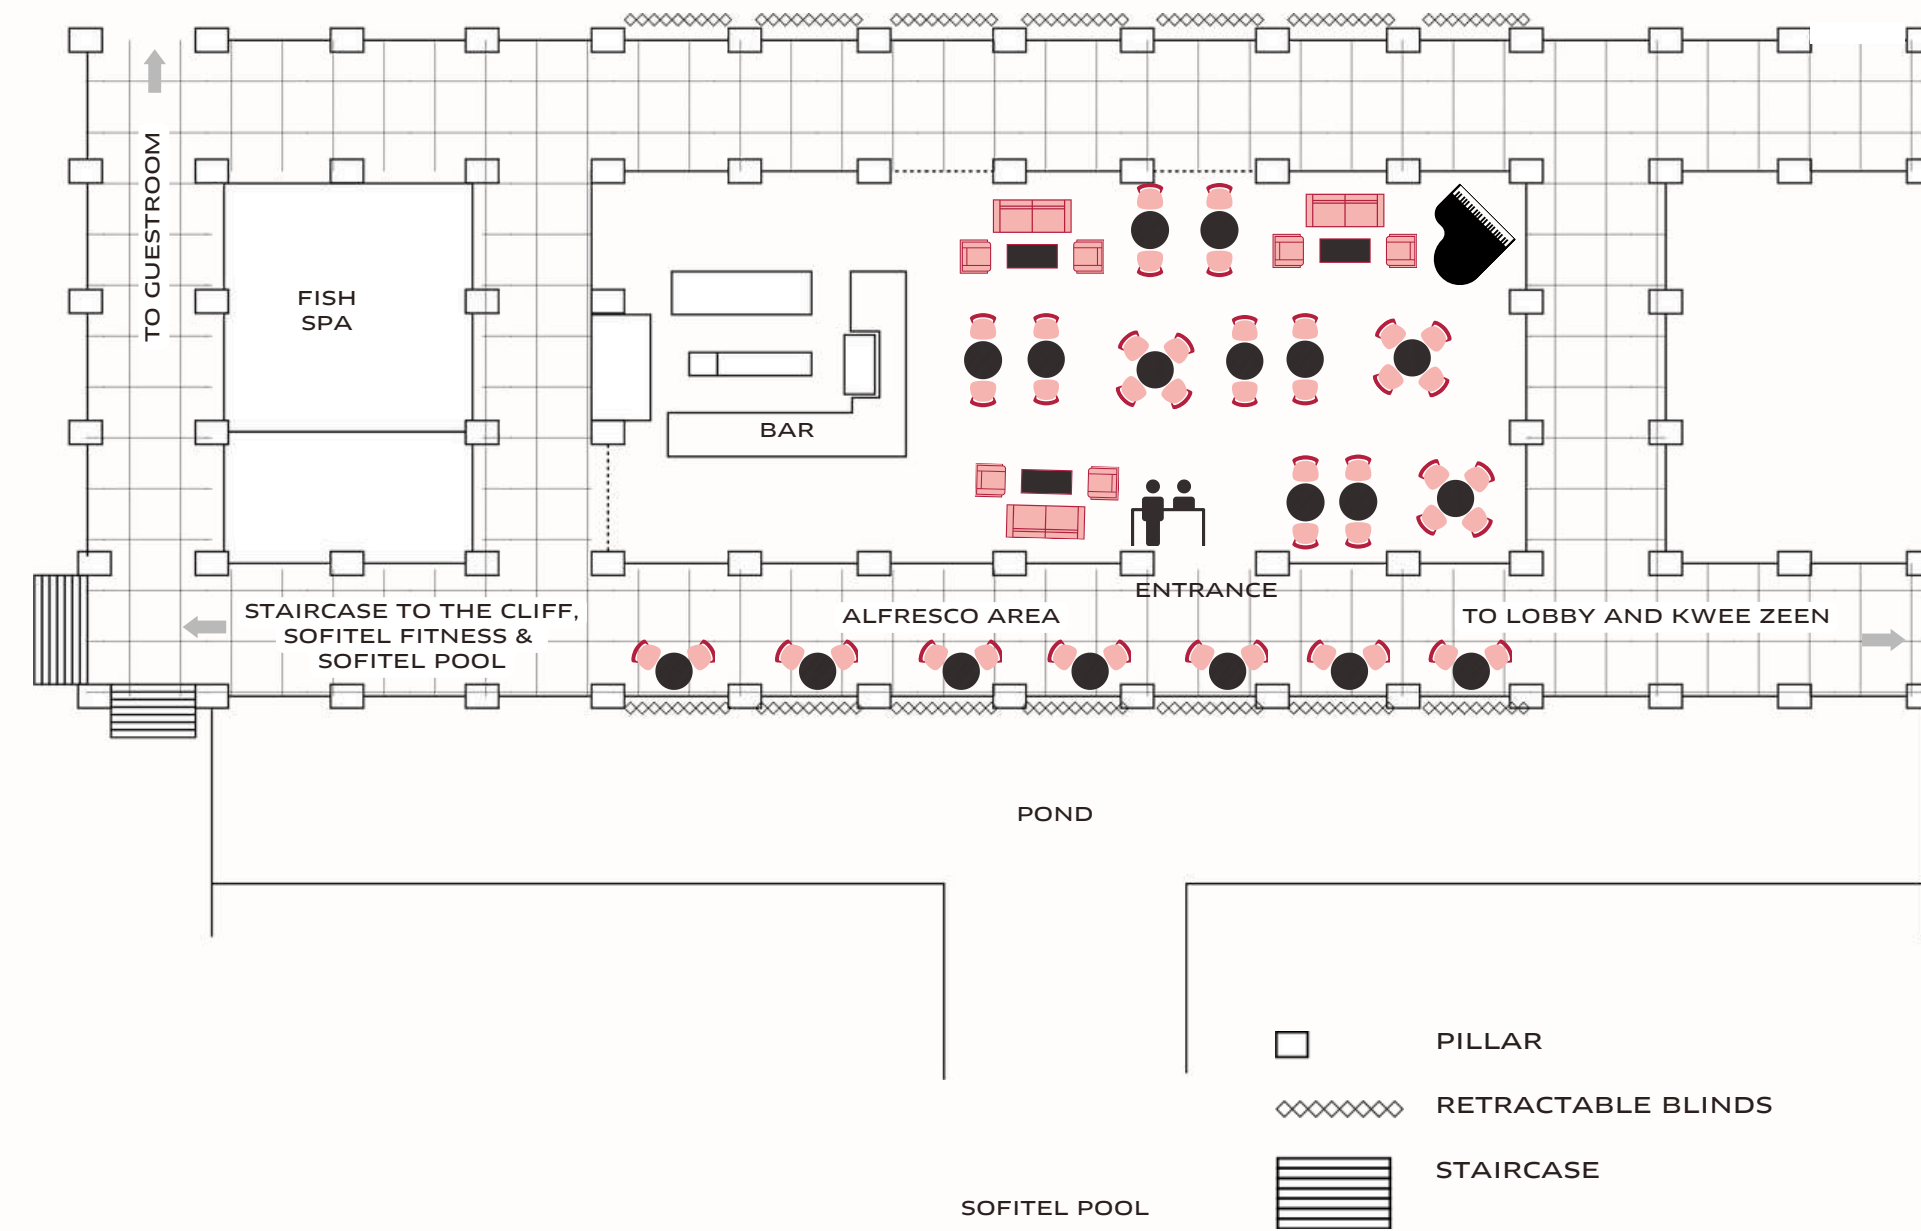 TO GUESTROOM
FISH
SPA
BAR
ENTRANCE
STAIRCASE TO THE CLIFF,
SOFITEL FITNESS &
SOFITEL POOL
ALFRESCO AREA
TO LOBBY AND KWEE ZEEN
POND
PILLAR
RETRACTABLE BLINDS
STAIRCASE
SOFITEL POOL